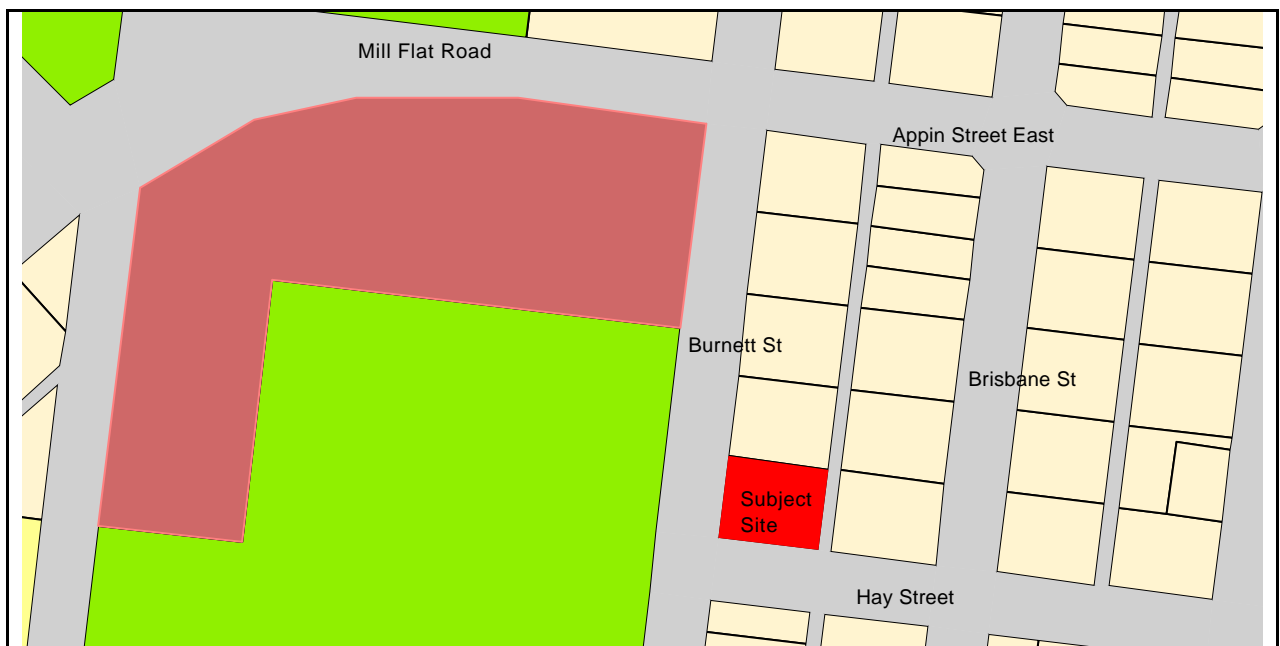 Mill Flat Road
Appin Street East
Burnett St
Brisbane St
Subject
Site
Hay Street